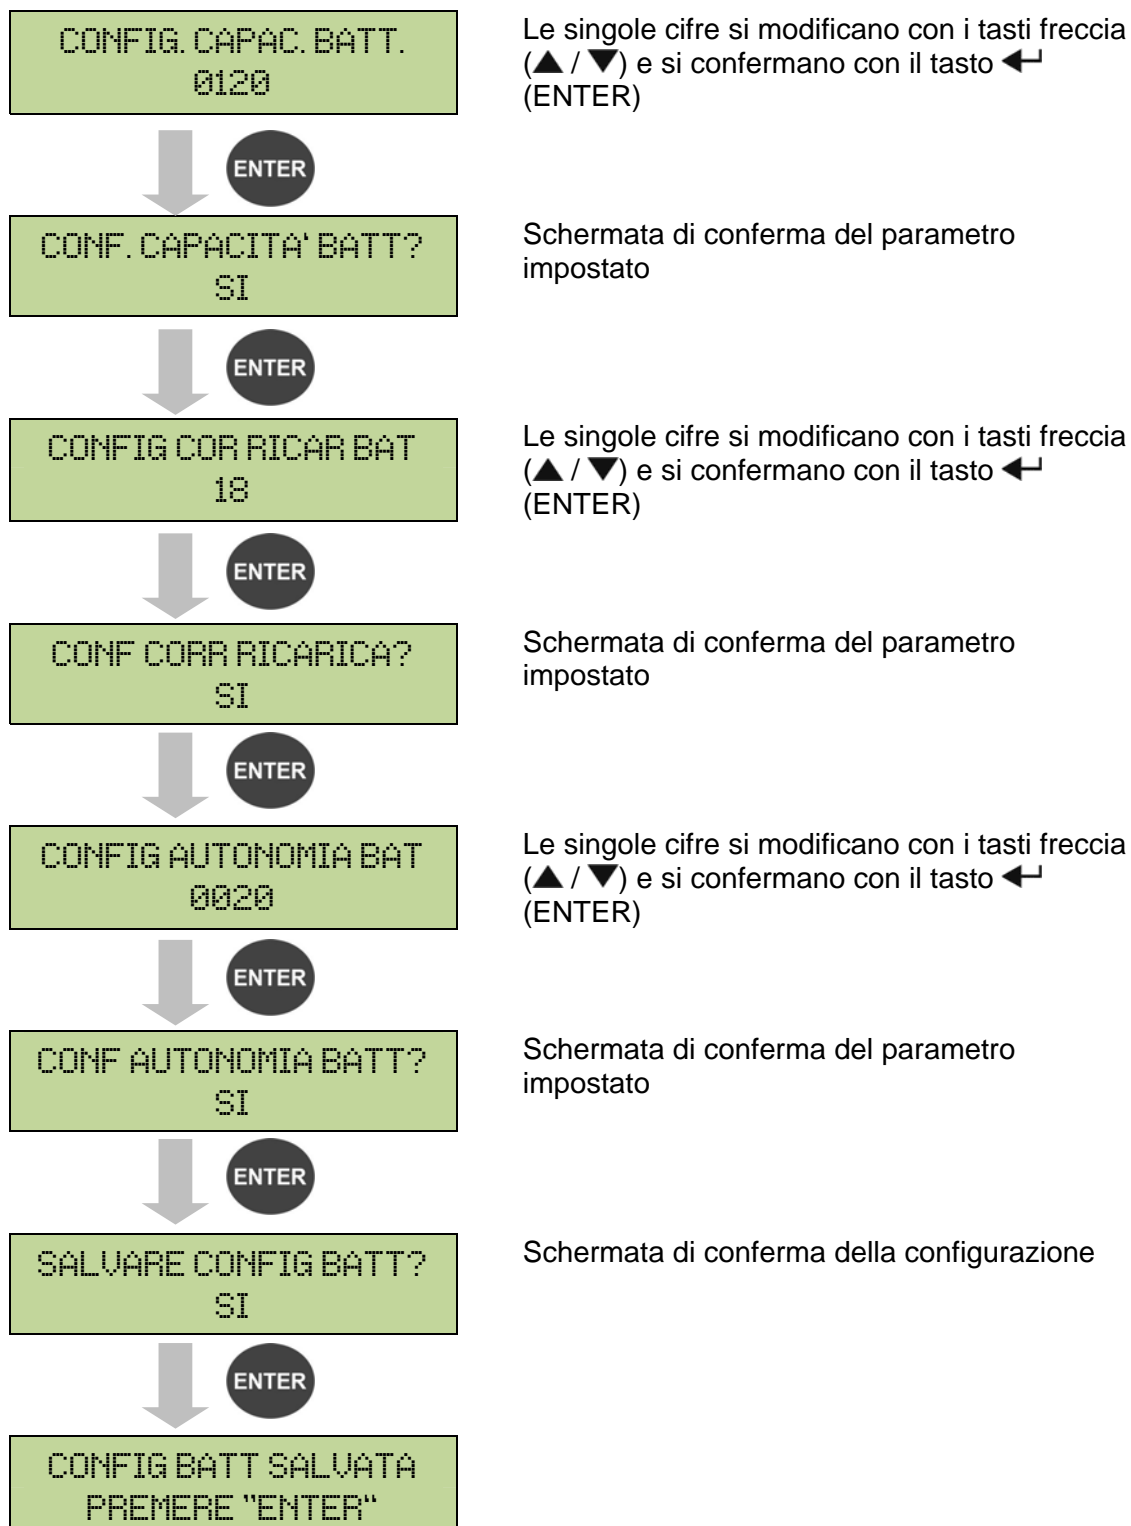 CONFIG. CAPAC. BATT.
0120
Le singole cifre si modificano con i tasti freccia
(▲ / ▼) e si confermano con il tasto ↵
(ENTER)
ENTER
CONF. CAPACITA' BATT?
SI
Schermata di conferma del parametro
impostato
ENTER
CONFIG COR RICAR BAT
18
Le singole cifre si modificano con i tasti freccia
(▲ / ▼) e si confermano con il tasto ↵
(ENTER)
ENTER
CONF CORR RICARICA?
SI
Schermata di conferma del parametro
impostato
ENTER
CONFIG AUTONOMIA BAT
0020
Le singole cifre si modificano con i tasti freccia
(▲ / ▼) e si confermano con il tasto ↵
(ENTER)
ENTER
CONF AUTONOMIA BATT?
SI
Schermata di conferma del parametro
impostato
ENTER
SALVARE CONFIG BATT?
SI
Schermata di conferma della configurazione
ENTER
CONFIG BATT SALVATA
PREMERE ”ENTER“